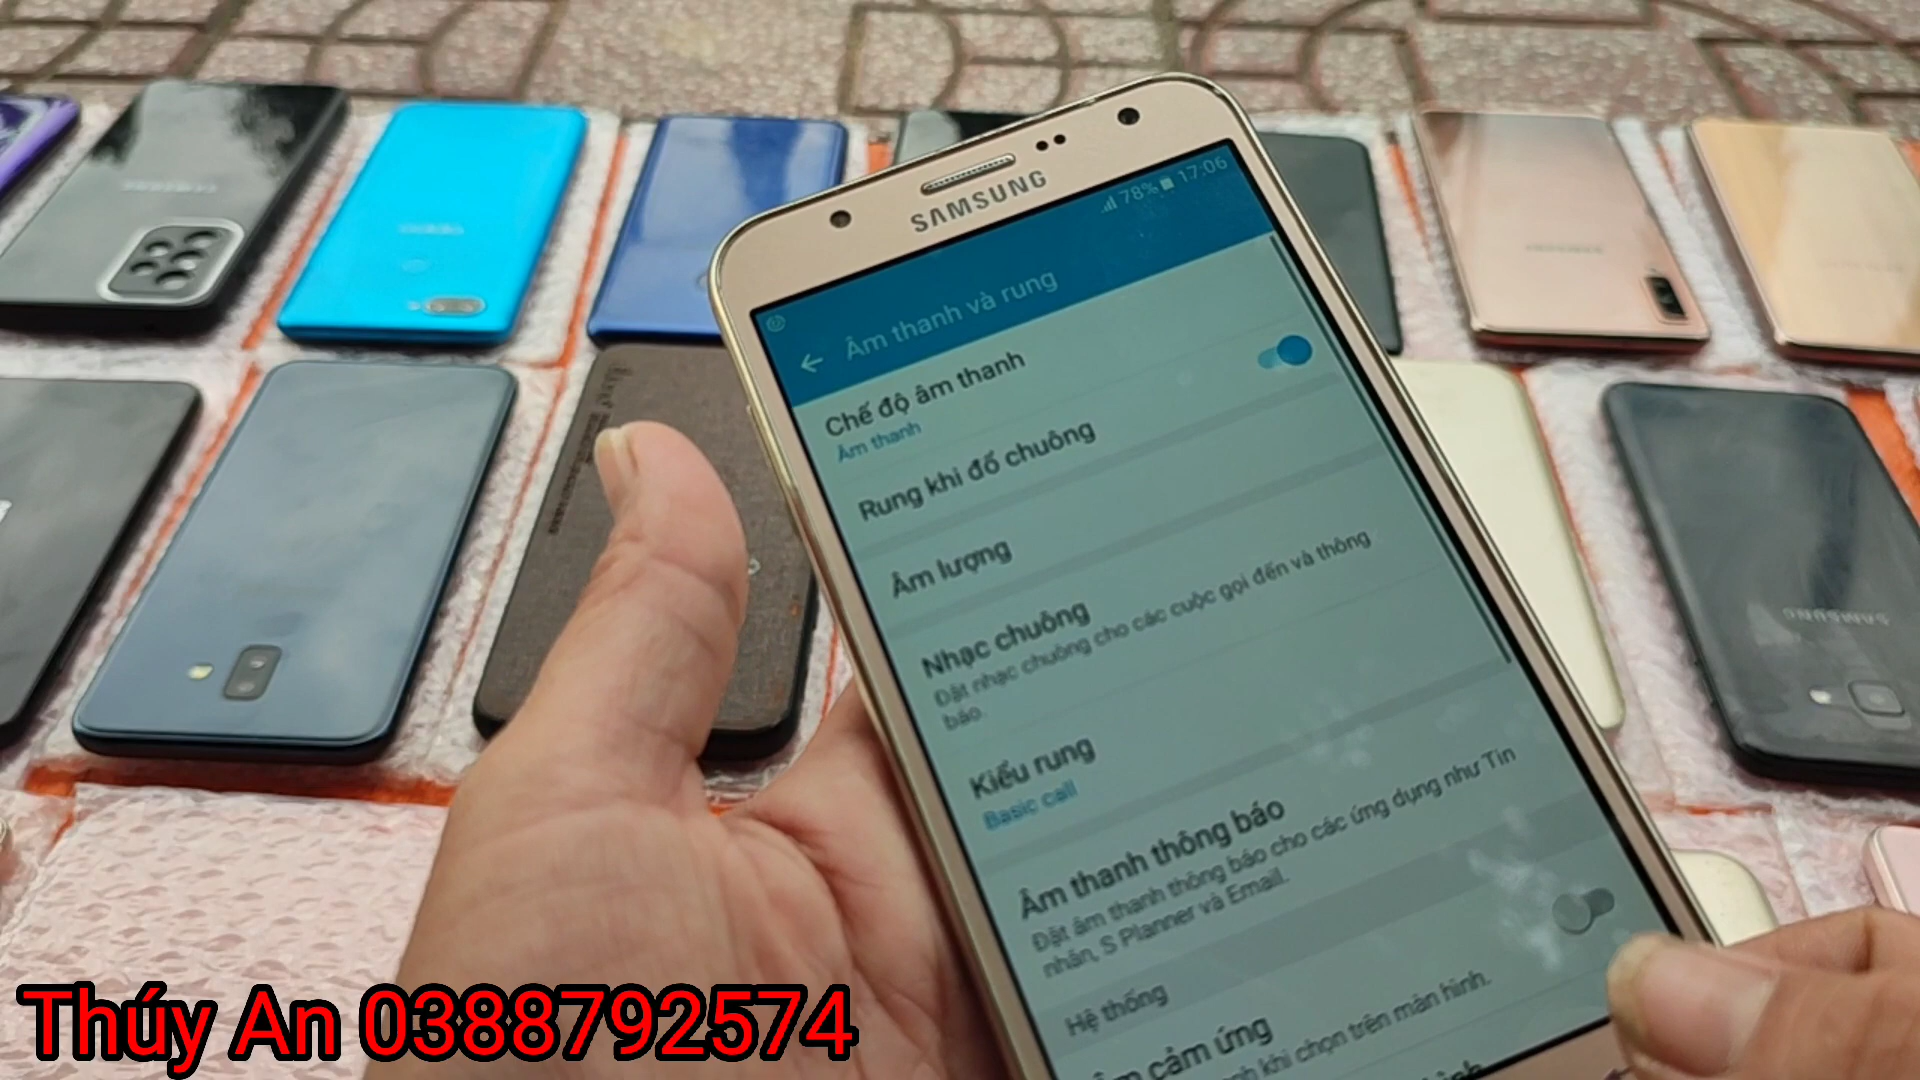 SAMSUNG
78% 17:06
Âm thanh và rung
Chế độ âm thanh
Âm thanh
Rung khi đổ chuông
Âm lượng
Nhạc chuông
Đặt nhạc chuông cho các cuộc gọi đến và thông
báo.
Kiểu rung
Basic call
Âm thanh thông báo
Đặt âm thanh thông báo cho các ứng dụng như Tin
nhắn, S Planner và Email.
Hệ thống
cảm ứng
khi chọn trên màn hình.
SAMSUNG
Thúy An 0388792574